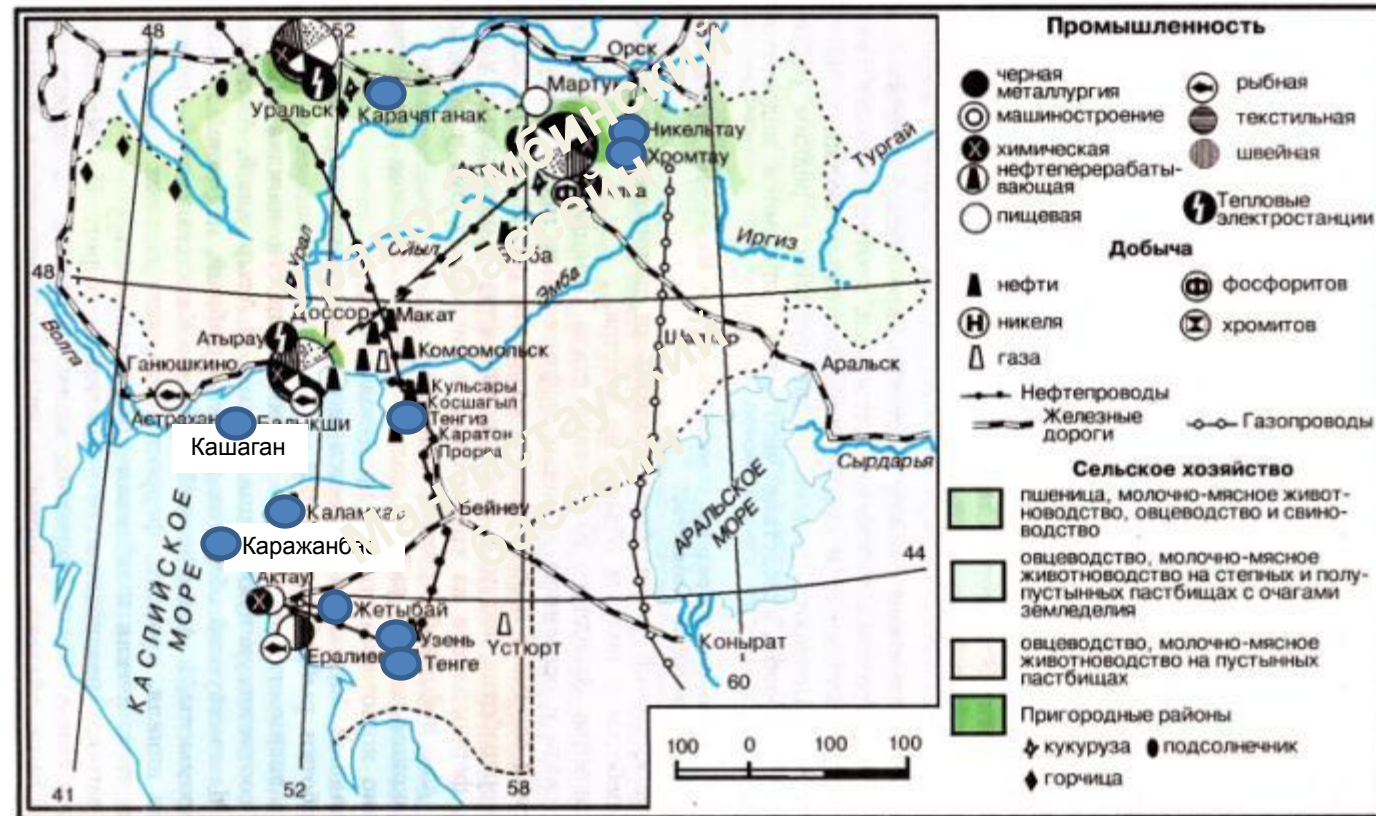 48
52
Орск
Мартук
Уральск
Карачаганак
Никельтау
Хромтау
Тургай
Урало-Эмбинский
бассейн
Иргиз
Урал
Эмба
48
Доссор
Макат
Волга
Атырау
Комсомольск
Ганюшкино
Аральск
Кульсары
Косшагыл
Тенгиз
Каратон
Прорва
Балыкши
Кашаган
Сырдарья
Мангистауский
бассейн
Каламкас
Бейнеу
АРАЛЬСКОЕ
МОРЕ
Каражанбас
44
КАСПИЙСКОЕ
МОРЕ
Актау
Жетыбай
Узень
Тенге
Ералиев
Устюрт
Конырат
60
41
52
58
100 0 100 100
Промышленность
черная
металлургия
машиностроение
химическая
нефтеперерабаты-
вающая
пищевая
рыбная
текстильная
швейная
Тепловые
электростанции
Добыча
нефти
никеля
газа
фосфоритов
хромитов
Нефтепроводы
Железные
дороги
Газопроводы
Сельское хозяйство
пшеница, молочно-мясное живот-
новодство, овцеводство и свино-
водство
овцеводство, молочно-мясное
животноводство на степных и полу-
пустынных пастбищах с очагами
земледелия
овцеводство, молочно-мясное
животноводство на пустынных
пастбищах
Пригородные районы
кукуруза подсолнечник
горчица